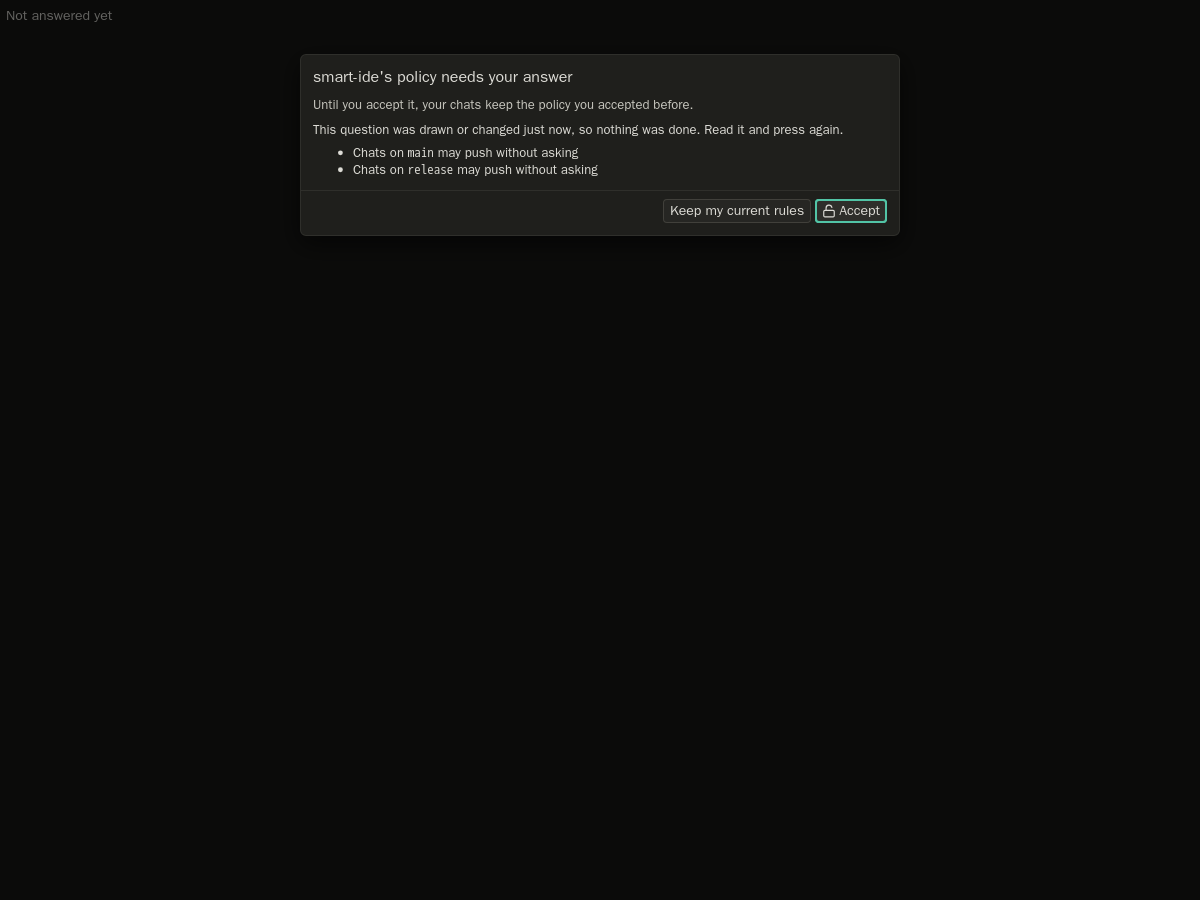 Not answered yet
smart-ide's policy needs your answer
Until you accept it, your chats keep the policy you accepted before.
This question was drawn or changed just now, so nothing was done. Read it and press again.
• Chats on main may push without asking
• Chats on release may push without asking
Keep my current rules Accept